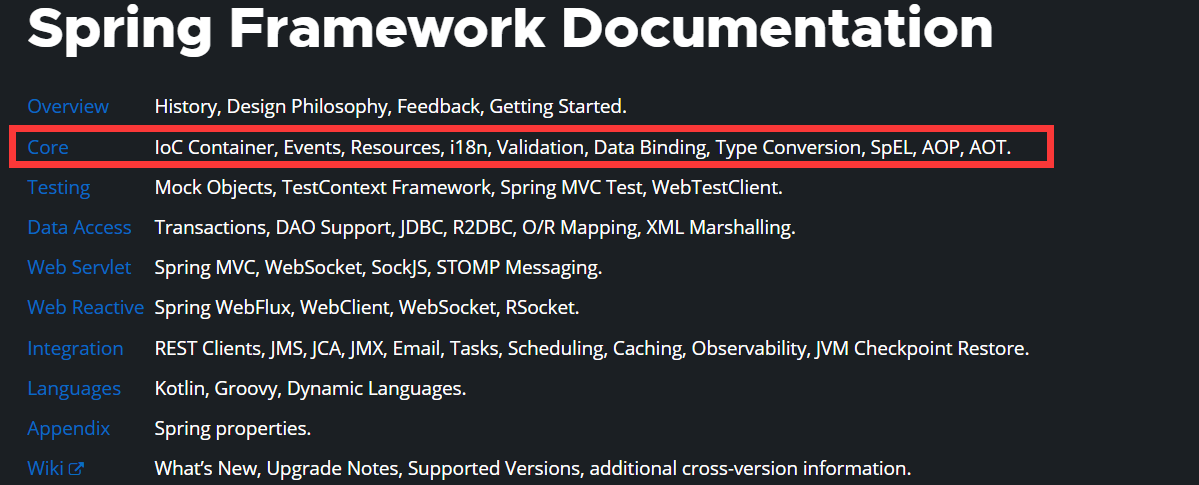 Spring Framework Documentation
Overview History, Design Philosophy, Feedback, Getting Started.
Core IoC Container, Events, Resources, i18n, Validation, Data Binding, Type Conversion, SpEL, AOP, AOT.
Testing Mock Objects, TestContext Framework, Spring MVC Test, WebTestClient.
Data Access Transactions, DAO Support, JDBC, R2DBC, O/R Mapping, XML Marshalling.
Web Servlet Spring MVC, WebSocket, SockJS, STOMP Messaging.
Web Reactive Spring WebFlux, WebClient, WebSocket, RSocket.
Integration REST Clients, JMS, JCA, JMX, Email, Tasks, Scheduling, Caching, Observability, JVM Checkpoint Restore.
Languages Kotlin, Groovy, Dynamic Languages.
Appendix Spring properties.
Wiki What’s New, Upgrade Notes, Supported Versions, additional cross-version information.